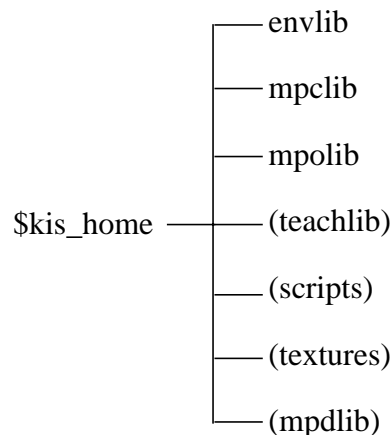 envlib
mpclib
mpolib
$kis_home
(teachlib)
(scripts)
(textures)
(mpdlib)